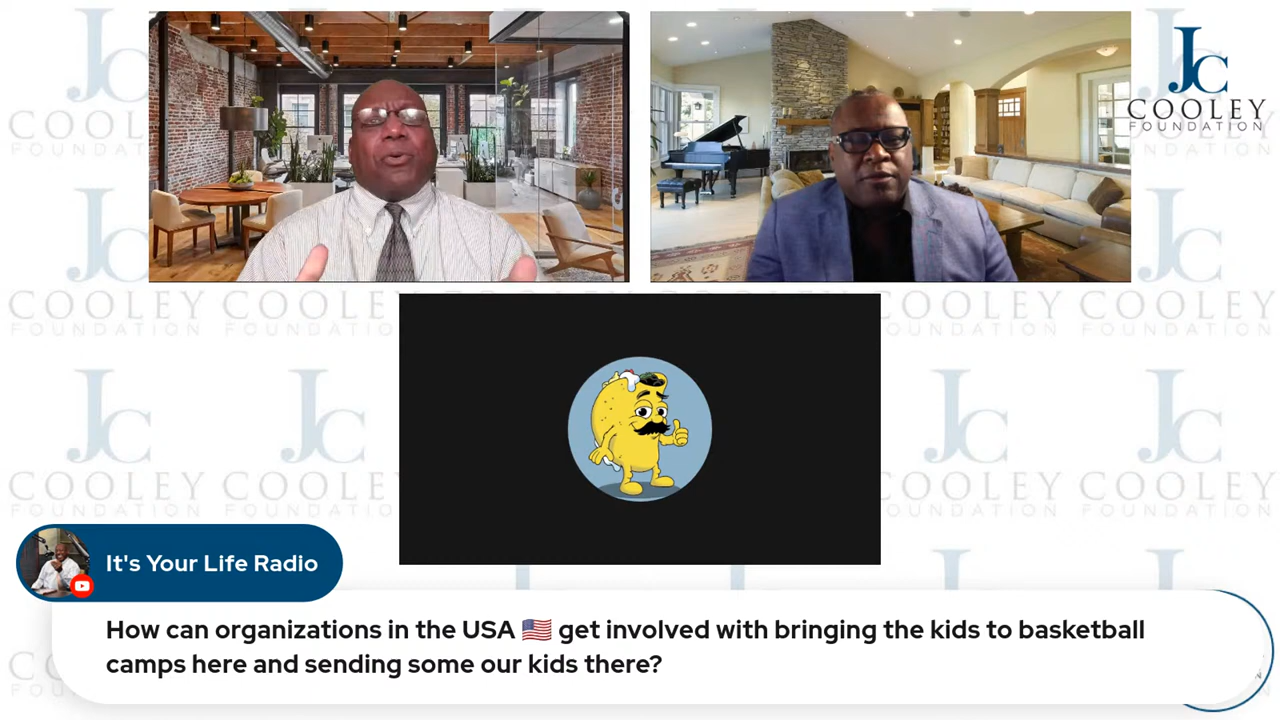 JC
COOLEY
FOUNDATION
It's Your Life Radio
How can organizations in the USA 🇺🇸 get involved with bringing the kids to basketball
camps here and sending some our kids there?